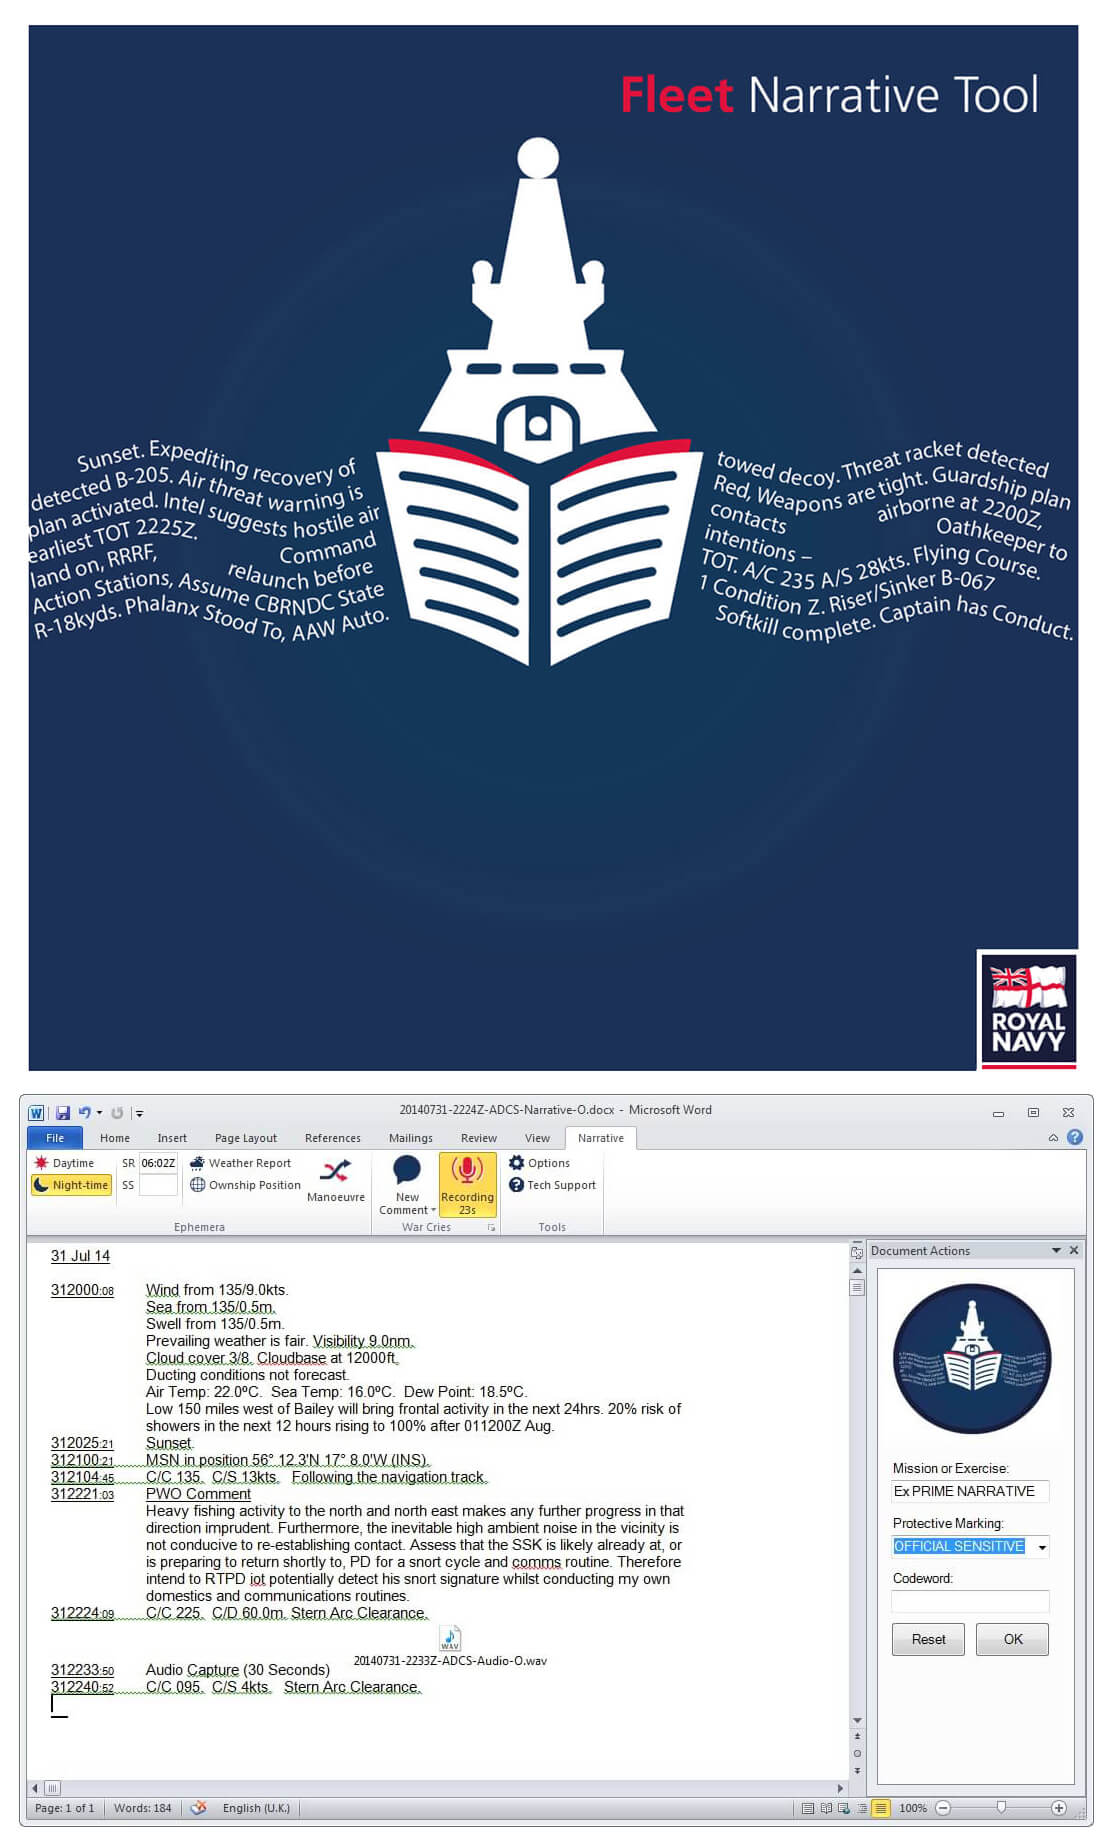 Fleet Narrative Tool
Sunset. Expediting recovery of
detected B-205. Air threat warning is
plan activated. Intel suggests hostile air
earliest TOT 2225Z. Command
land on, RRRF, relaunch before
Action Stations, Assume CBRNDC State
R-18kyds. Phalanx Stood To, AAW Auto.
towed decoy. Threat racket detected
Red, Weapons are tight. Guardship plan
contacts airborne at 2200Z,
intentions – Oathkeeper to
TOT. A/C 235 A/S 28kts. Flying Course.
1 Condition Z. Riser/Sinker B-067
Softkill complete. Captain has Conduct.
ROYAL
NAVY
20140731-2224Z-ADCS-Narrative-O.docx - Microsoft Word
File Home Insert Page Layout References Mailings Review View Narrative
Daytime SR 06:02Z Weather Report
Night-time SS Ownship Position
Manoeuvre
New Comment
Recording 23s
Options
Tech Support
Ephemera War Cries Tools
31 Jul 14
312000:08 Wind from 135/9.0kts.
Sea from 135/0.5m.
Swell from 135/0.5m.
Prevailing weather is fair. Visibility 9.0nm.
Cloud cover 3/8. Cloudbase at 12000ft.
Ducting conditions not forecast.
Air Temp: 22.0ºC. Sea Temp: 16.0ºC. Dew Point: 18.5ºC.
Low 150 miles west of Bailey will bring frontal activity in the next 24hrs. 20% risk of
showers in the next 12 hours rising to 100% after 011200Z Aug.
312025:21 Sunset.
312100:21 MSN in position 56° 12.3'N 17° 8.0'W (INS).
312104:45 C/C 135. C/S 13kts. Following the navigation track.
312221:03 PWO Comment
Heavy fishing activity to the north and north east makes any further progress in that
direction imprudent. Furthermore, the inevitable high ambient noise in the vicinity is
not conducive to re-establishing contact. Assess that the SSK is likely already at, or
is preparing to return shortly to, PD for a snort cycle and comms routine. Therefore
intend to RTPD iot potentially detect his snort signature whilst conducting my own
domestics and communications routines.
312224:09 C/C 225. C/D 60.0m. Stern Arc Clearance.
WAV
20140731-2233Z-ADCS-Audio-O.wav
312233:50 Audio Capture (30 Seconds)
312240:52 C/C 095. C/S 4kts. Stern Arc Clearance.
Document Actions
Mission or Exercise:
Ex PRIME NARRATIVE
Protective Marking:
OFFICIAL SENSITIVE
Codeword:
Reset OK
Page: 1 of 1 Words: 184 English (U.K.) 100%